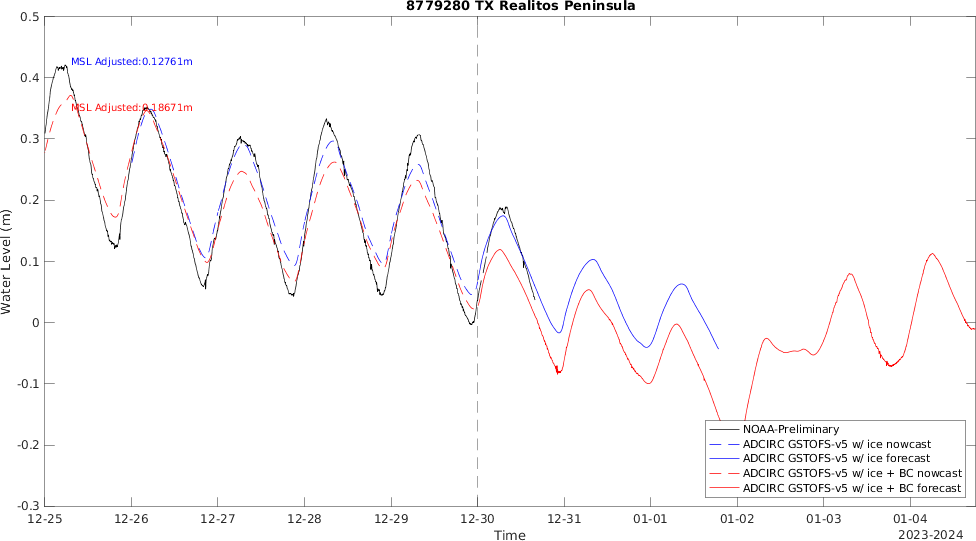 8779280 TX Realitos Peninsula
0.5
0.4
0.3
0.2
0.1
0
-0.1
-0.2
-0.3
Water Level (m)
MSL Adjusted:0.12761m
MSL Adjusted:0.18671m
NOAA-Preliminary
ADCIRC GSTOFS-v5 w/ ice nowcast
ADCIRC GSTOFS-v5 w/ ice forecast
ADCIRC GSTOFS-v5 w/ ice + BC nowcast
ADCIRC GSTOFS-v5 w/ ice + BC forecast
12-25 12-26 12-27 12-28 12-29 12-30 12-31 01-01 01-02 01-03 01-04
Time
2023-2024